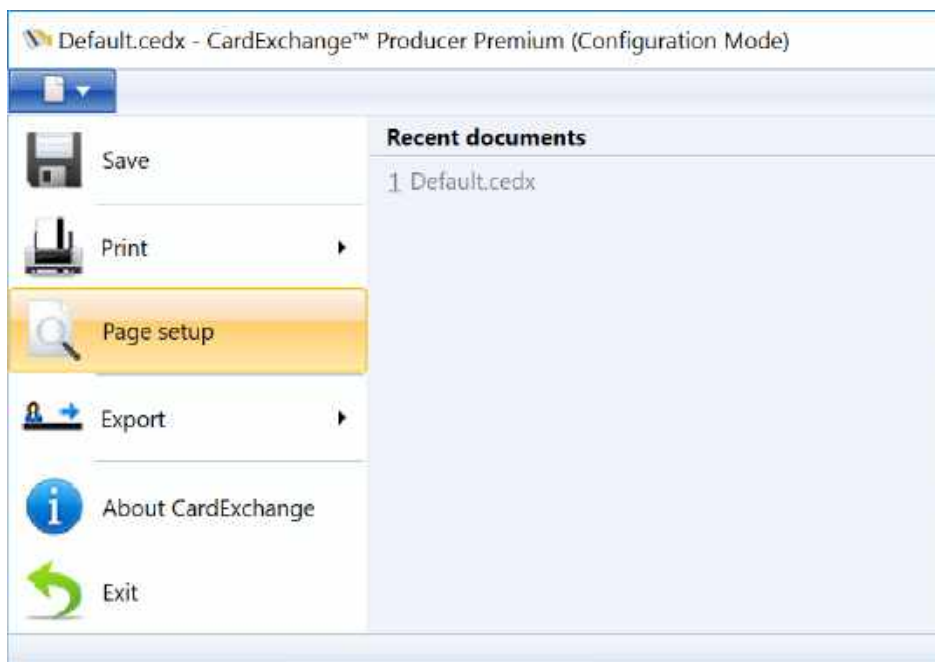 Default.cedx - CardExchange™ Producer Premium (Configuration Mode)
Recent documents
Save
1 Default.cedx
Print
Page setup
Export
About CardExchange
Exit